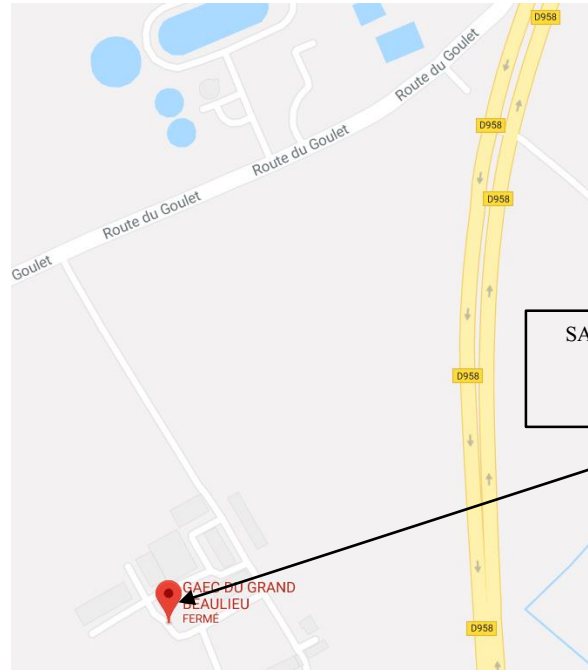 D958
Route du Goulet
D958
Route du Goulet
D958
Route du Goulet
Goulet
SA
D958
GAEC DU GRAND
BEAULIEU
FERMÉ
D958